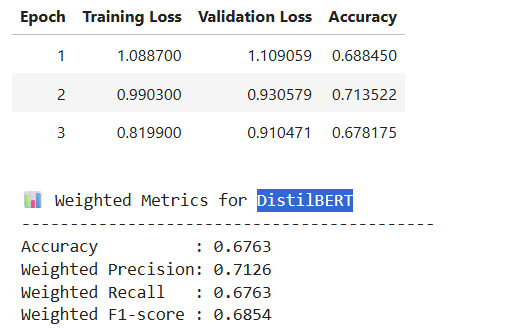 Epoch Training Loss Validation Loss Accuracy
1 1.088700 1.109059 0.688450
2 0.990300 0.930579 0.713522
3 0.819900 0.910471 0.678175
📊 Weighted Metrics for DistilBERT
------------------------------------------
Accuracy : 0.6763
Weighted Precision: 0.7126
Weighted Recall : 0.6763
Weighted F1-score : 0.6854